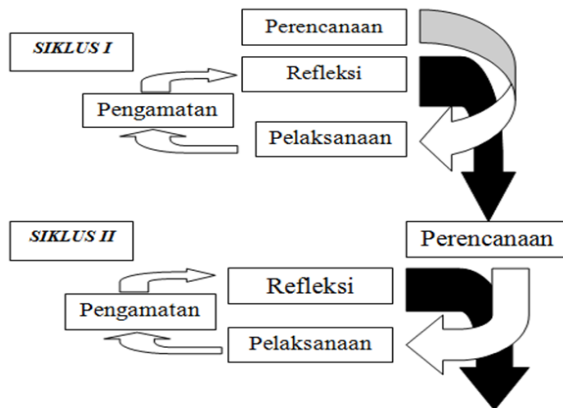 Perencanaan
SIKLUS I
Refleksi
Pengamatan
Pelaksanaan
SIKLUS II
Perencanaan
Refleksi
Pengamatan
Pelaksanaan